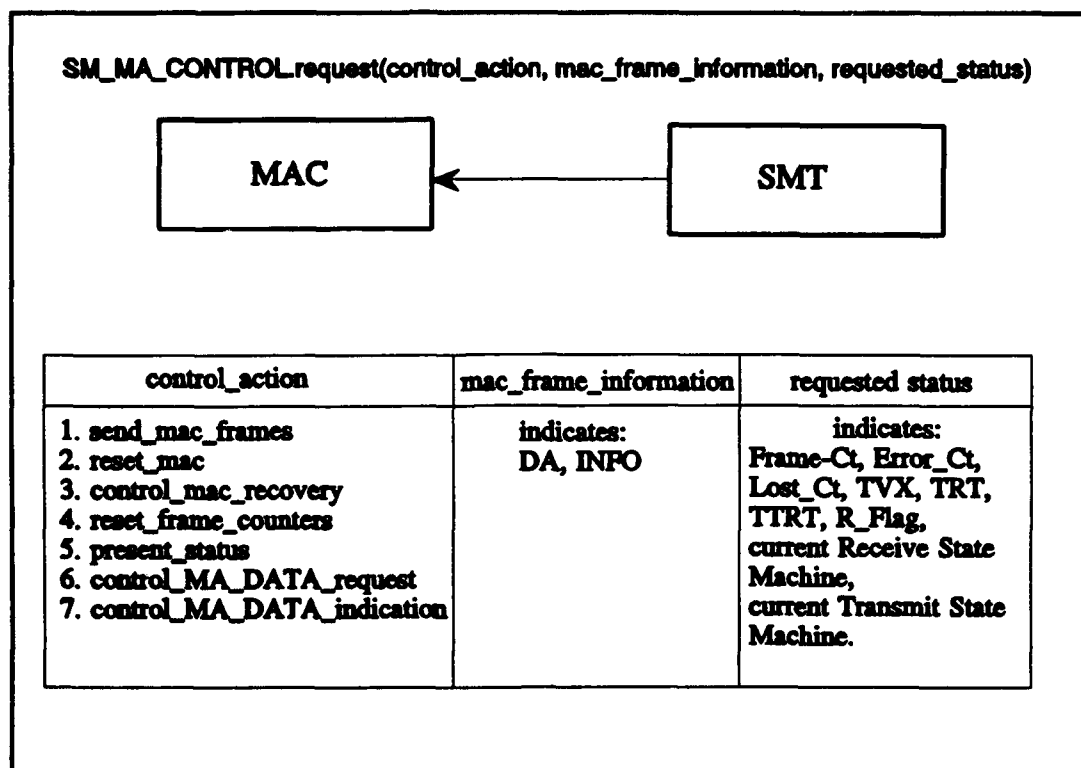 SM_MA_CONTROL.request(control_action, mac_frame_information, requested_status)
MAC
SMT
control_action
1. send_mac_frames
2. reset_mac
3. control_mac_recovery
4. reset_frame_counters
5. present_status
6. control_MA_DATA_request
7. control_MA_DATA_indication
mac_frame_information
indicates:
DA, INFO
requested status
indicates:
Frame-Ct, Error_Ct,
Lost_Ct, TVX, TRT,
TTRT, R_Flag,
current Receive State
Machine,
current Transmit State
Machine.